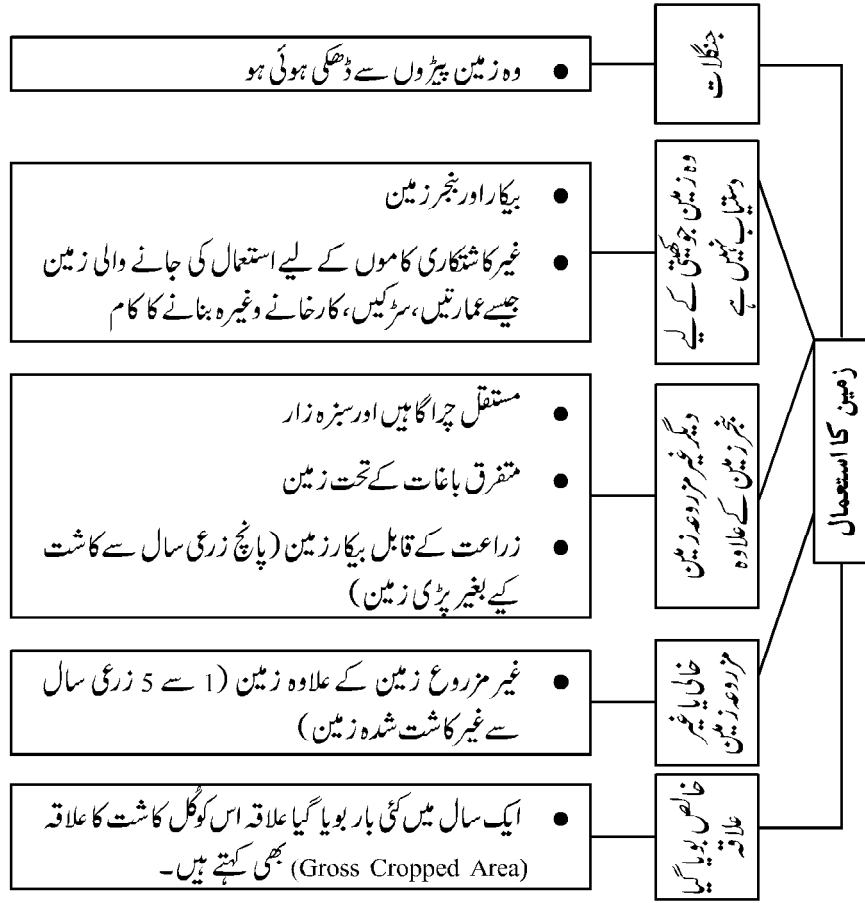 زمین کا استعمال
جنگلات
• وہ زمین پیڑوں سے ڈھکی ہوئی ہو
وہ زمین جو کھیتی کے لیے
دستیاب نہیں ہے
• بیکار اور بنجر زمین
• غیر کاشتکاری کاموں کے لیے استعمال کی جانے والی زمین
جیسے عمارتیں، سڑکیں، کارخانے وغیرہ بنانے کا کام
بنجر زمین کے علاوہ
دیگر غیر مزروعہ زمین
• مستقل چراگاہیں اور سبزہ زار
• متفرق باغات کے تحت زمین
• زراعت کے قابل بیکار زمین (پانچ زرعی سال سے کاشت
کیے بغیر پڑی زمین)
خالی یا غیر
مزروعہ زمین
• غیر مزروع زمین کے علاوہ زمین (1 سے 5 زرعی سال
سے غیر کاشت شدہ زمین)
خالص بویا گیا
علاقہ
• ایک سال میں کئی بار بویا گیا علاقہ اس کو کُل کاشت کا علاقہ
(Gross Cropped Area) بھی کہتے ہیں۔